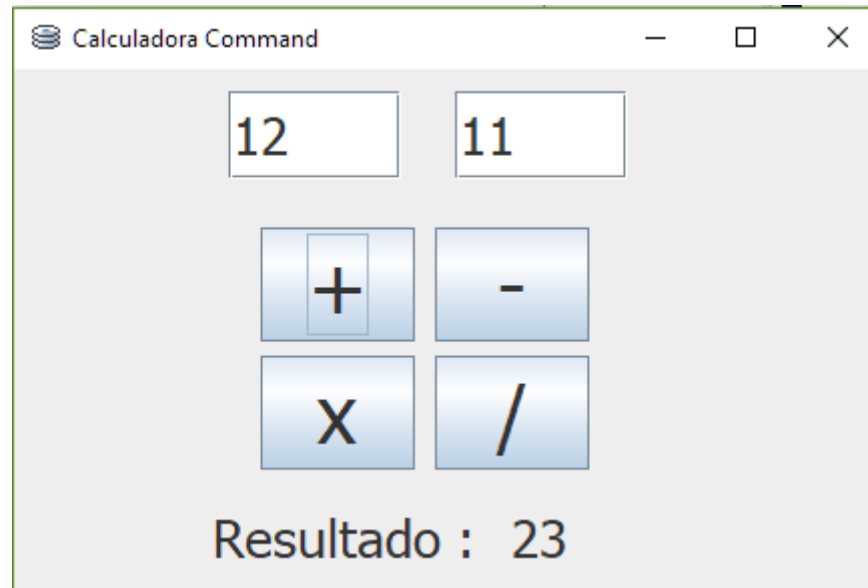 Calculadora Command
12 11
+ -
x /
Resultado : 23